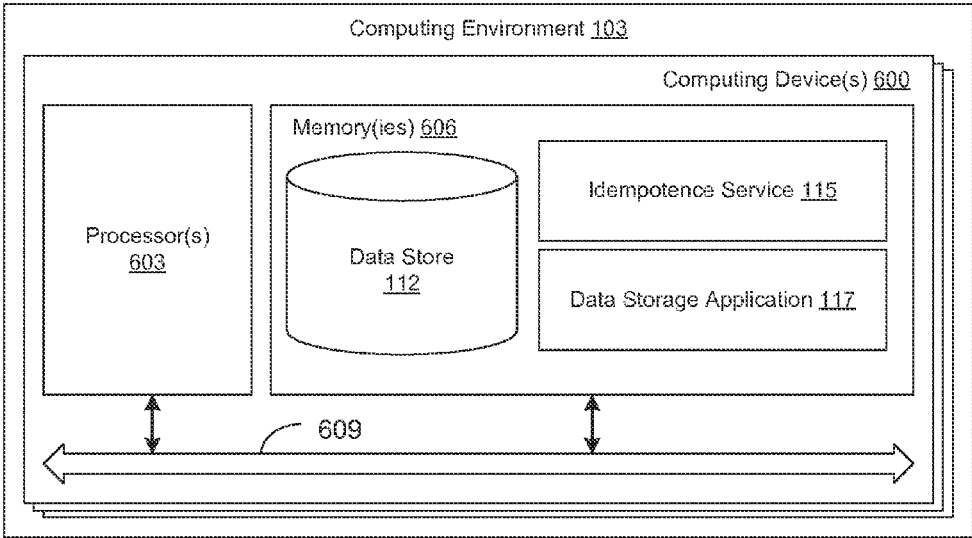 Computing Environment 103
Computing Device(s) 600
Processor(s)
603
Memory(ies) 606
Data Store
112
Idempotence Service 115
Data Storage Application 117
609